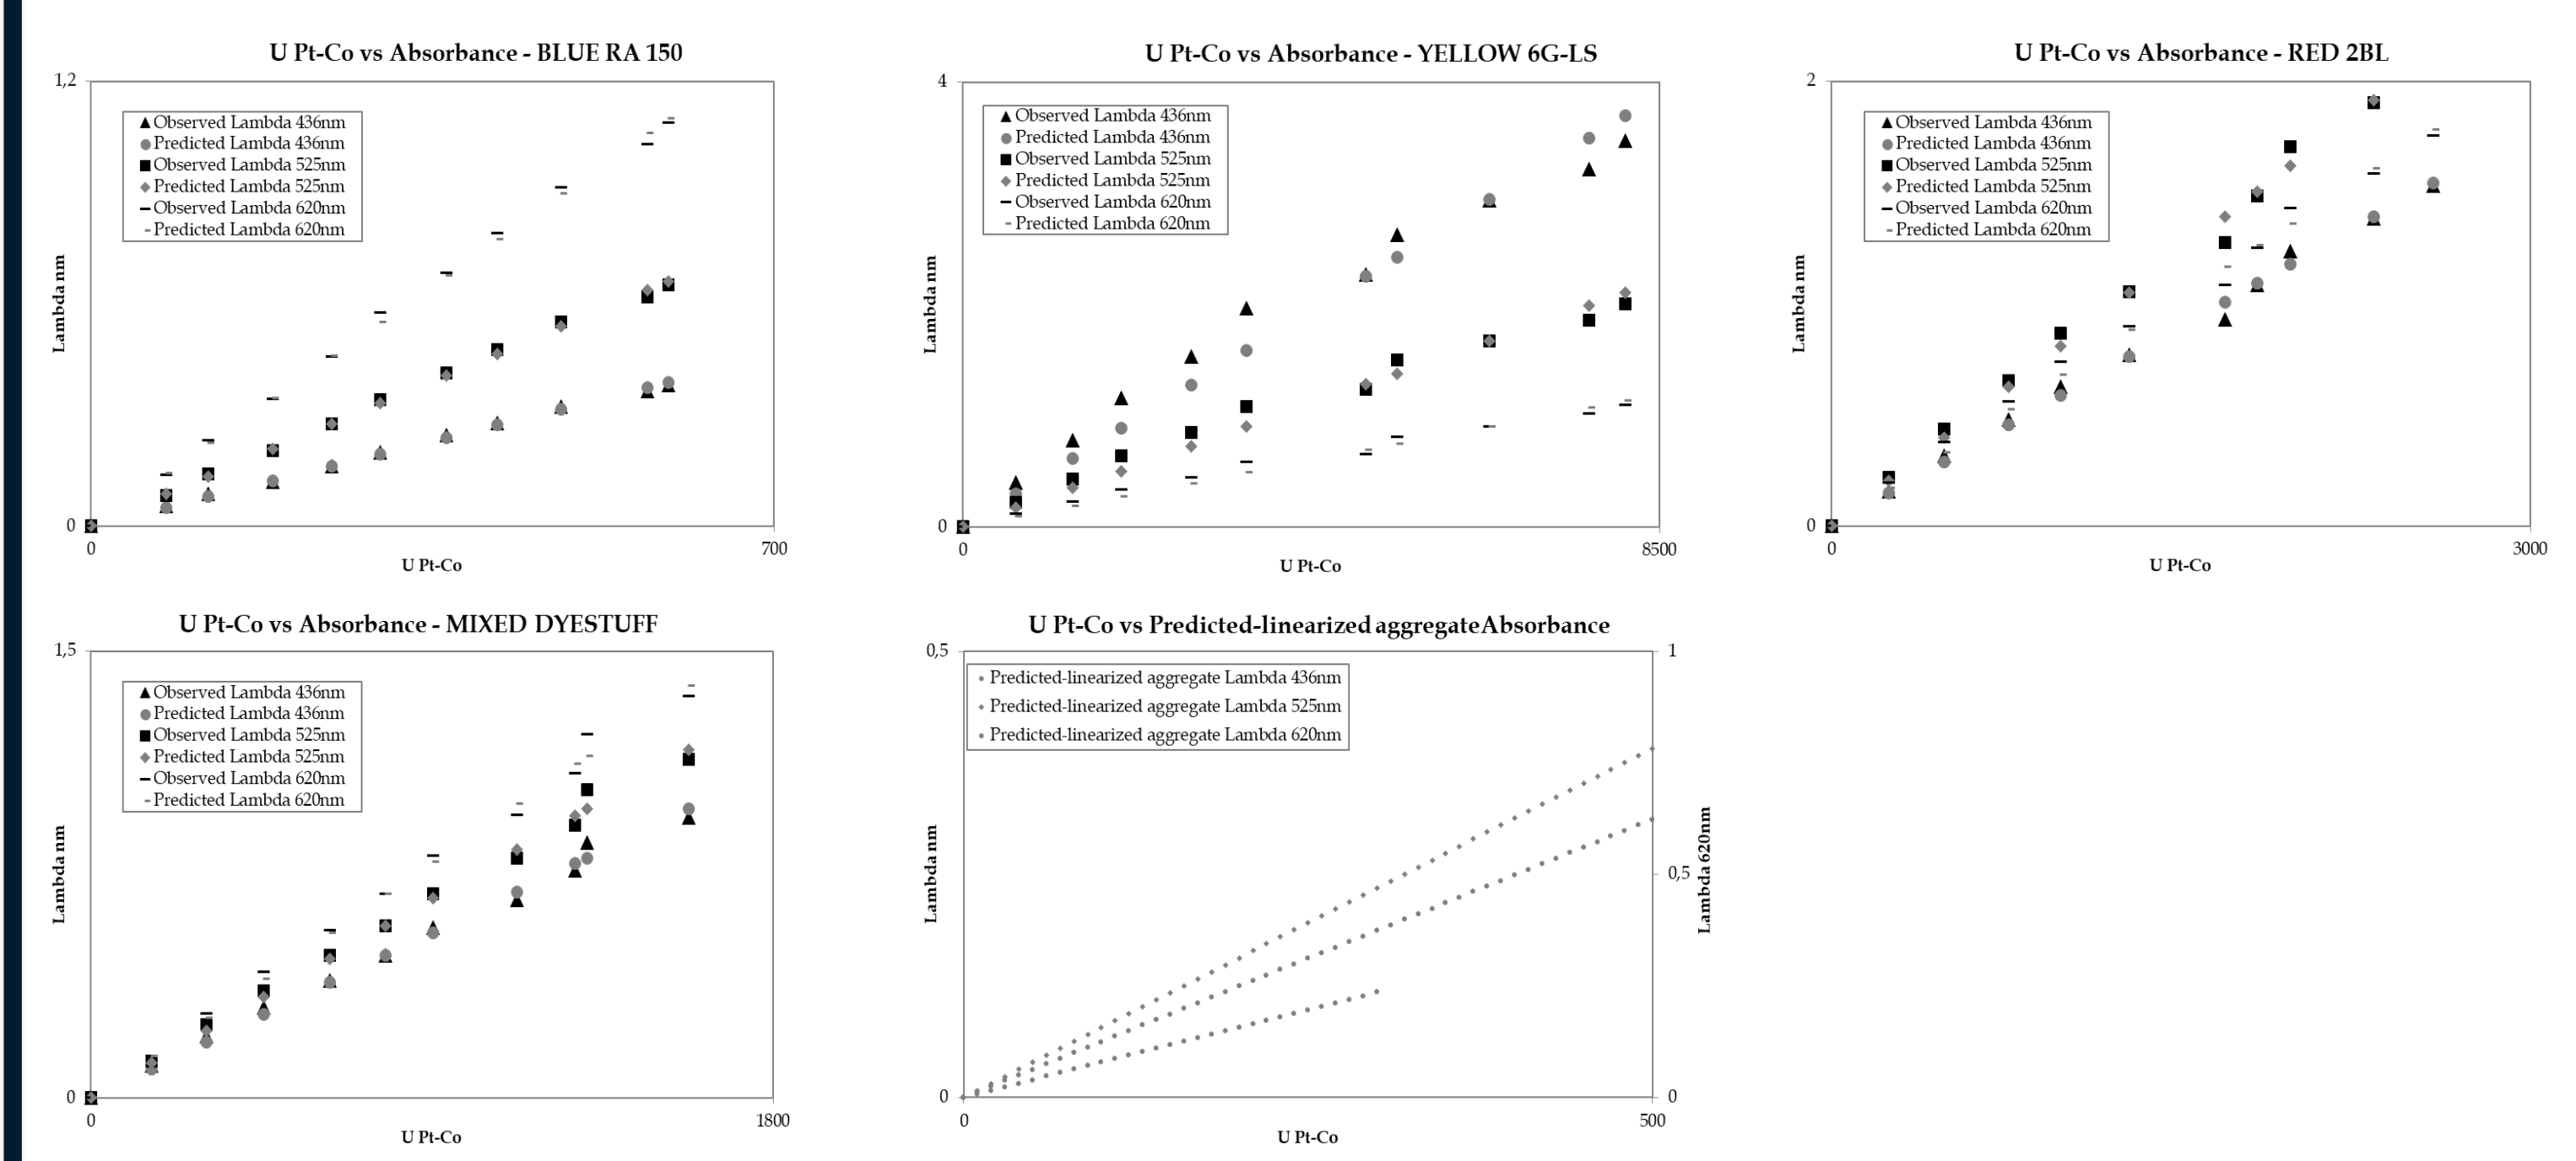 U Pt-Co vs Absorbance - BLUE RA 150
1,2
Observed Lambda 436nm
Predicted Lambda 436nm
Observed Lambda 525nm
Predicted Lambda 525nm
Observed Lambda 620nm
Predicted Lambda 620nm
Lambda nm
0
0
700
U Pt-Co
U Pt-Co vs Absorbance - YELLOW 6G-LS
4
Observed Lambda 436nm
Predicted Lambda 436nm
Observed Lambda 525nm
Predicted Lambda 525nm
Observed Lambda 620nm
Predicted Lambda 620nm
Lambda nm
0
0
8500
U Pt-Co
U Pt-Co vs Absorbance - RED 2BL
2
Observed Lambda 436nm
Predicted Lambda 436nm
Observed Lambda 525nm
Predicted Lambda 525nm
Observed Lambda 620nm
Predicted Lambda 620nm
Lambda nm
0
0
3000
U Pt-Co
U Pt-Co vs Absorbance - MIXED DYESTUFF
1,5
Observed Lambda 436nm
Predicted Lambda 436nm
Observed Lambda 525nm
Predicted Lambda 525nm
Observed Lambda 620nm
Predicted Lambda 620nm
Lambda nm
0
0
1800
U Pt-Co
U Pt-Co vs Predicted-linearized aggregate Absorbance
0,5
1
Predicted-linearized aggregate Lambda 436nm
Predicted-linearized aggregate Lambda 525nm
Predicted-linearized aggregate Lambda 620nm
Lambda nm
0,5
Lambda 620nm
0
0
0
500
U Pt-Co